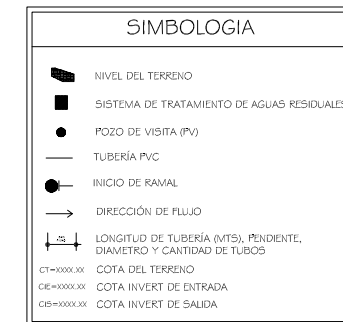 SIMBOLOGIA
NIVEL DEL TERRENO
SISTEMA DE TRATAMIENTO DE AGUAS RESIDUALES
POZO DE VISITA (PV)
TUBERÍA PVC
INICIO DE RAMAL
DIRECCIÓN DE FLUJO
LONGITUD DE TUBERÍA (MTS), PENDIENTE,
DIAMETRO Y CANTIDAD DE TUBOS
CT=XXXX.XX COTA DEL TERRENO
CIE=XXXX.XX COTA INVERT DE ENTRADA
CIS=XXXX.XX COTA INVERT DE SALIDA